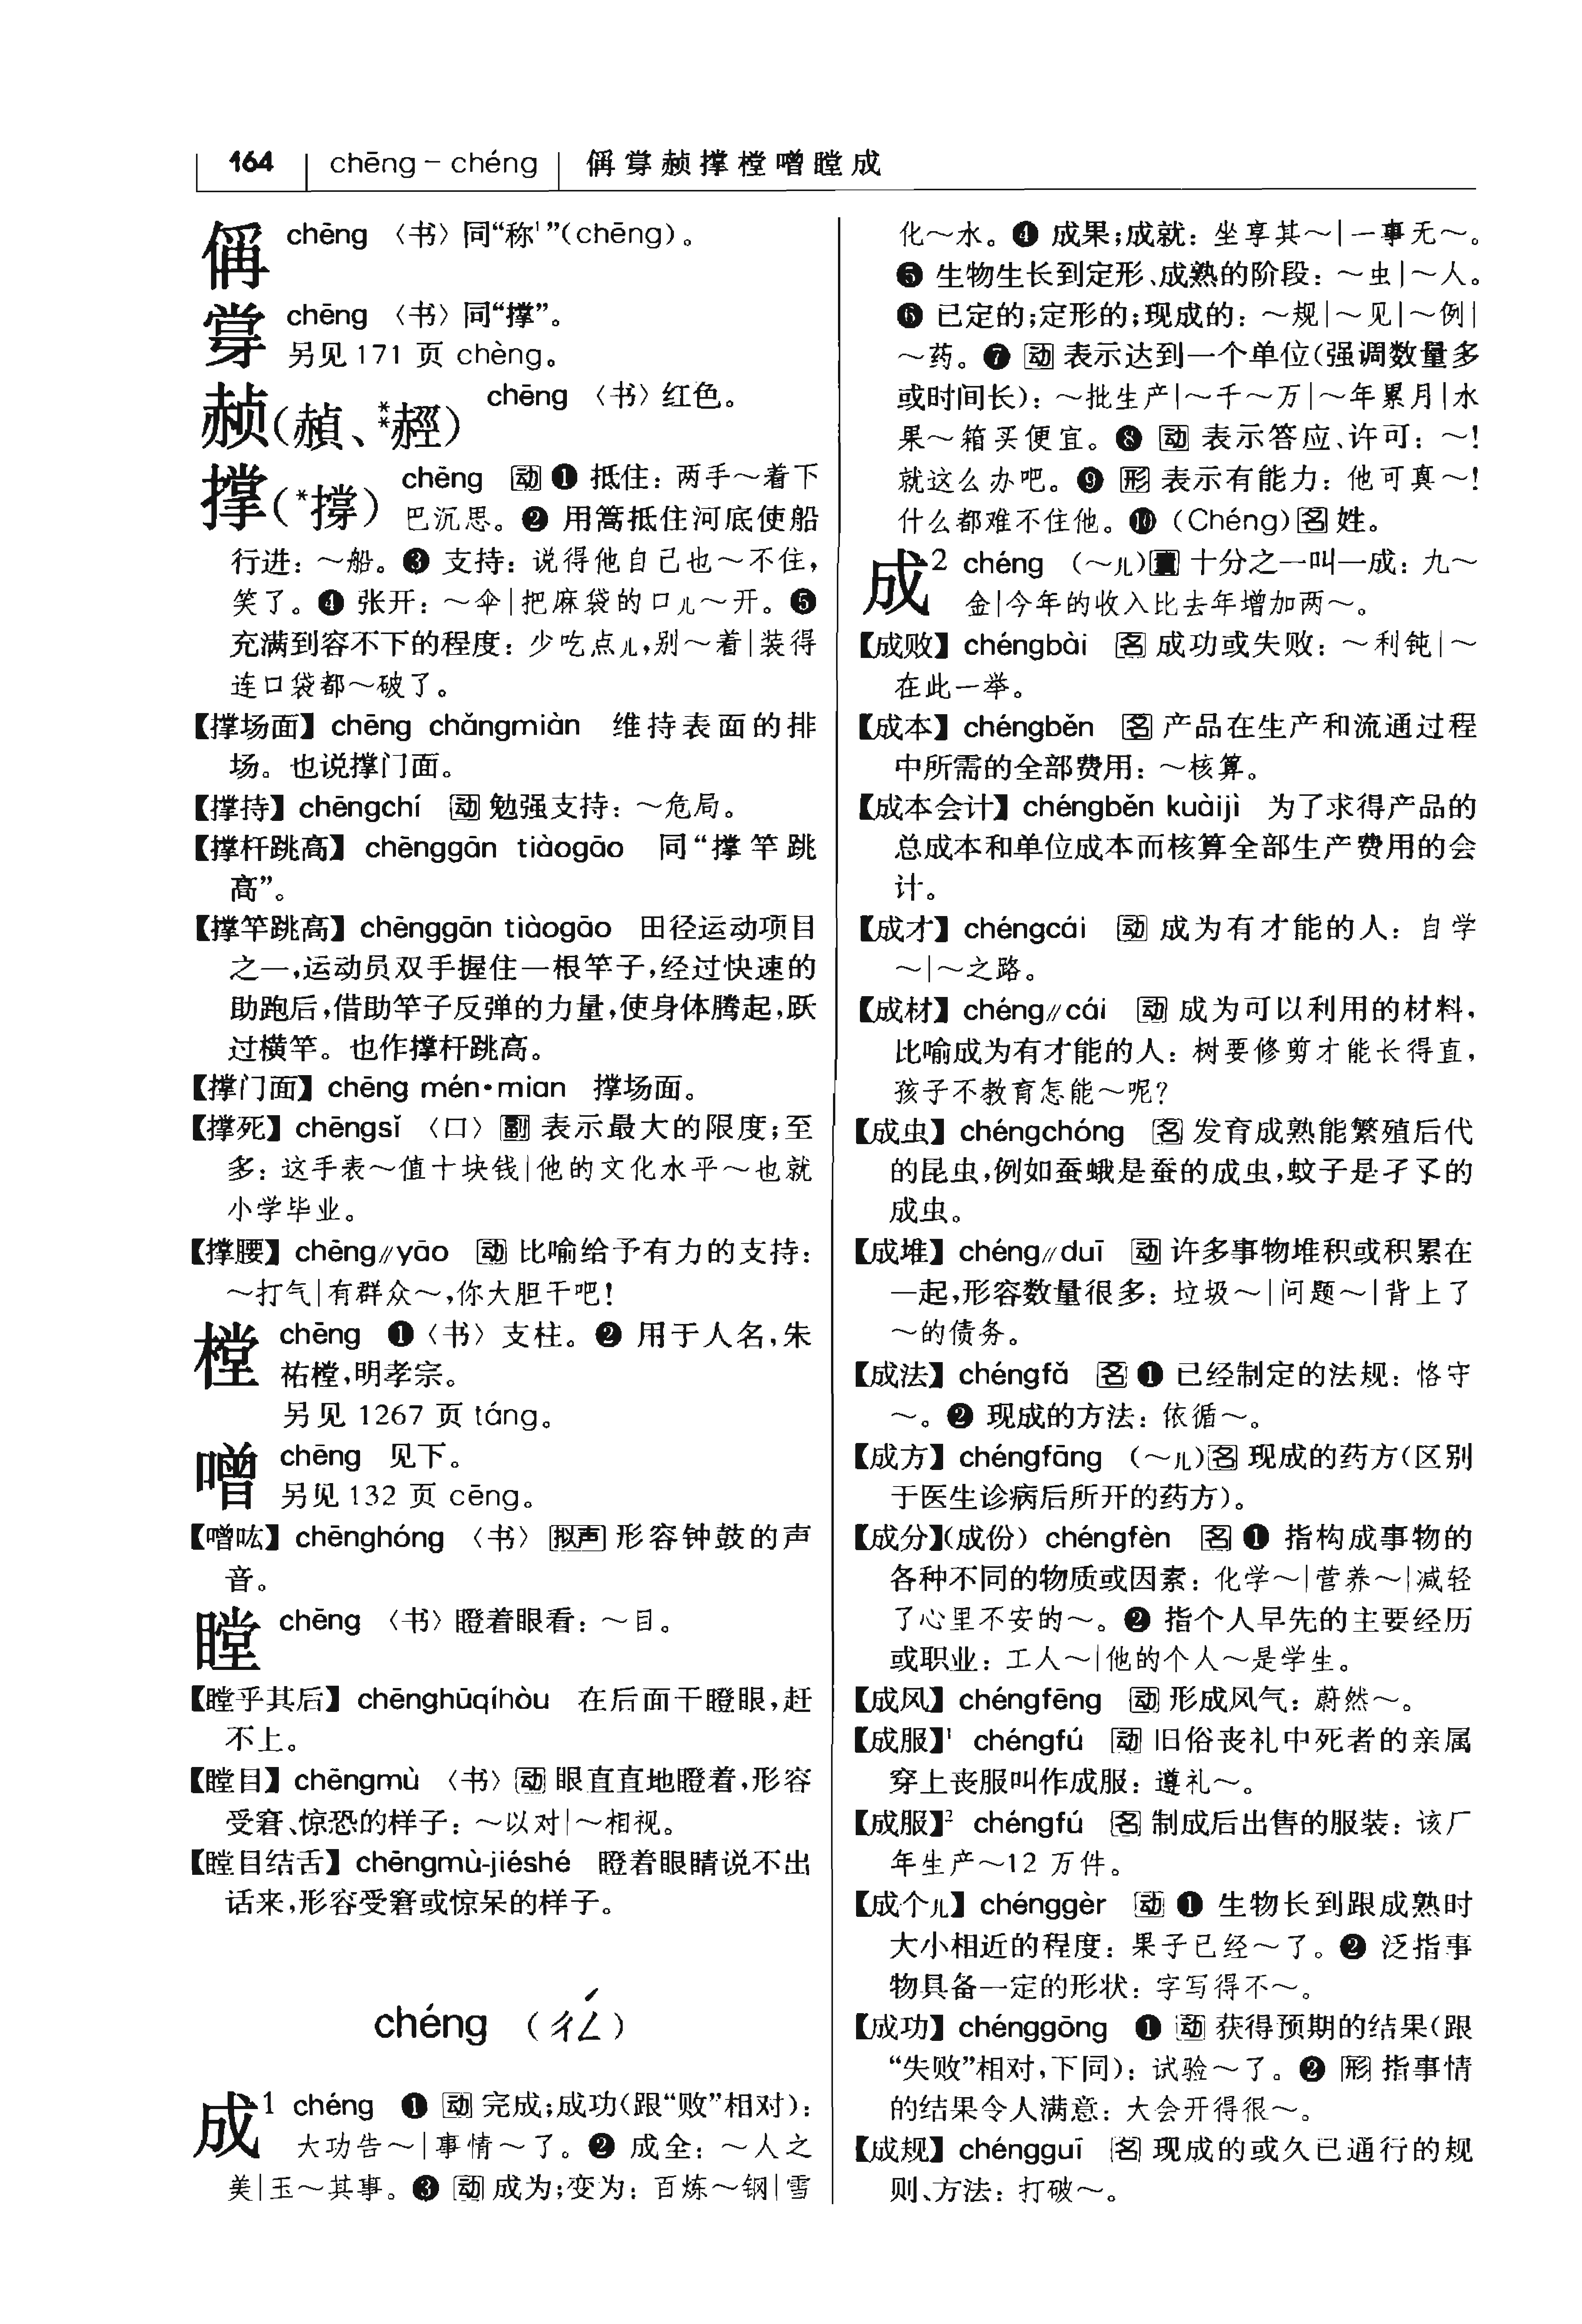 164 chēng – chéng 偁牚赪撑樘噌瞠成
偁 chēng 〈书〉同“称¹”(chēng)。
牚 chēng 〈书〉同“撑”。
另见171 页 chèng。
赪(赬、**䞓) chēng 〈书〉红色。
撑(*撐) chēng 动 ❶ 抵住：两手～着下
巴沉思。❷ 用篙抵住河底使船
行进：～船。❸ 支持：说得他自己也～不住，
笑了。❹ 张开：～伞|把麻袋的口儿～开。❺
充满到容不下的程度：少吃点儿，别～着|装得
连口袋都～破了。
【撑场面】chēng chǎngmiàn 维持表面的排
场。也说撑门面。
【撑持】chēngchí 动 勉强支持：～危局。
【撑杆跳高】chēnggān tiàogāo 同“撑竿跳
高”。
【撑竿跳高】chēnggān tiàogāo 田径运动项目
之一，运动员双手握住一根竿子，经过快速的
助跑后，借助竿子反弹的力量，使身体腾起，跃
过横竿。也作撑杆跳高。
【撑门面】chēng mén•mian 撑场面。
【撑死】chēngsǐ 〈口〉副 表示最大的限度；至
多：这手表～值十块钱|他的文化水平～也就
小学毕业。
【撑腰】chēng//yāo 动 比喻给予有力的支持：
～打气|有群众～，你大胆干吧！
樘 chēng ❶〈书〉支柱。❷ 用于人名，朱
祐樘，明孝宗。
另见 1267 页 táng。
噌 chēng 见下。
另见132 页 cēng。
【噌吰】chēnghóng 〈书〉拟声 形容钟鼓的声
音。
瞠 chēng 〈书〉瞪着眼看：～目。
【瞠乎其后】chēnghūqíhòu 在后面干瞪眼，赶
不上。
【瞠目】chēngmù 〈书〉动 眼直直地瞪着，形容
受窘、惊恐的样子：～以对|～相视。
【瞠目结舌】chēngmù-jiéshé 瞪着眼睛说不出
话来，形容受窘或惊呆的样子。
chéng （ㄔㄥˊ）
成¹ chéng ❶ 动 完成；成功（跟“败”相对）：
大功告～|事情～了。❷ 成全：～人之
美|玉～其事。❸ 动 成为；变为：百炼～钢|雪
化～水。❹ 成果；成就：坐享其～|一事无～。
❺ 生物生长到定形、成熟的阶段：～虫|～人。
❻ 已定的；定形的；现成的：～规|～见|～例|
～药。❼ 动 表示达到一个单位（强调数量多
或时间长）：～批生产|～千～万|～年累月|水
果～箱买便宜。❽ 动 表示答应、许可：～！
就这么办吧。❾ 形 表示有能力：他可真～！
什么都难不住他。❿（Chéng）名 姓。
成² chéng （～儿）量 十分之一叫一成：九～
金|今年的收入比去年增加两～。
【成败】chéngbài 名 成功或失败：～利钝|～
在此一举。
【成本】chéngběn 名 产品在生产和流通过程
中所需的全部费用：～核算。
【成本会计】chéngběn kuàijì 为了求得产品的
总成本和单位成本而核算全部生产费用的会
计。
【成才】chéngcái 动 成为有才能的人：自学
～|～之路。
【成材】chéng//cái 动 成为可以利用的材料，
比喻成为有才能的人：树要修剪才能长得直，
孩子不教育怎能～呢？
【成虫】chéngchóng 名 发育成熟能繁殖后代
的昆虫，例如蚕蛾是蚕的成虫，蚊子是孑孓的
成虫。
【成堆】chéng//duī 动 许多事物堆积或积累在
一起，形容数量很多：垃圾～|问题～|背上了
～的债务。
【成法】chéngfǎ 名 ❶ 已经制定的法规：恪守
～。❷ 现成的方法：依循～。
【成方】chéngfāng （～儿）名 现成的药方（区别
于医生诊病后所开的药方）。
【成分】（成份） chéngfèn 名 ❶ 指构成事物的
各种不同的物质或因素：化学～|营养～|减轻
了心里不安的～。❷ 指个人早先的主要经历
或职业：工人～|他的个人～是学生。
【成风】chéngfēng 动 形成风气：蔚然～。
【成服】¹ chéngfú 动 旧俗丧礼中死者的亲属
穿上丧服叫作成服：遵礼～。
【成服】² chéngfú 名 制成后出售的服装：该厂
年生产～12 万件。
【成个儿】chénggèr 动 ❶ 生物长到跟成熟时
大小相近的程度：果子已经～了。❷ 泛指事
物具备一定的形状：字写得不～。
【成功】chénggōng ❶ 动 获得预期的结果（跟
“失败”相对，下同）：试验～了。❷ 形 指事情
的结果令人满意：大会开得很～。
【成规】chéngguī 名 现成的或久已通行的规
则、方法：打破～。